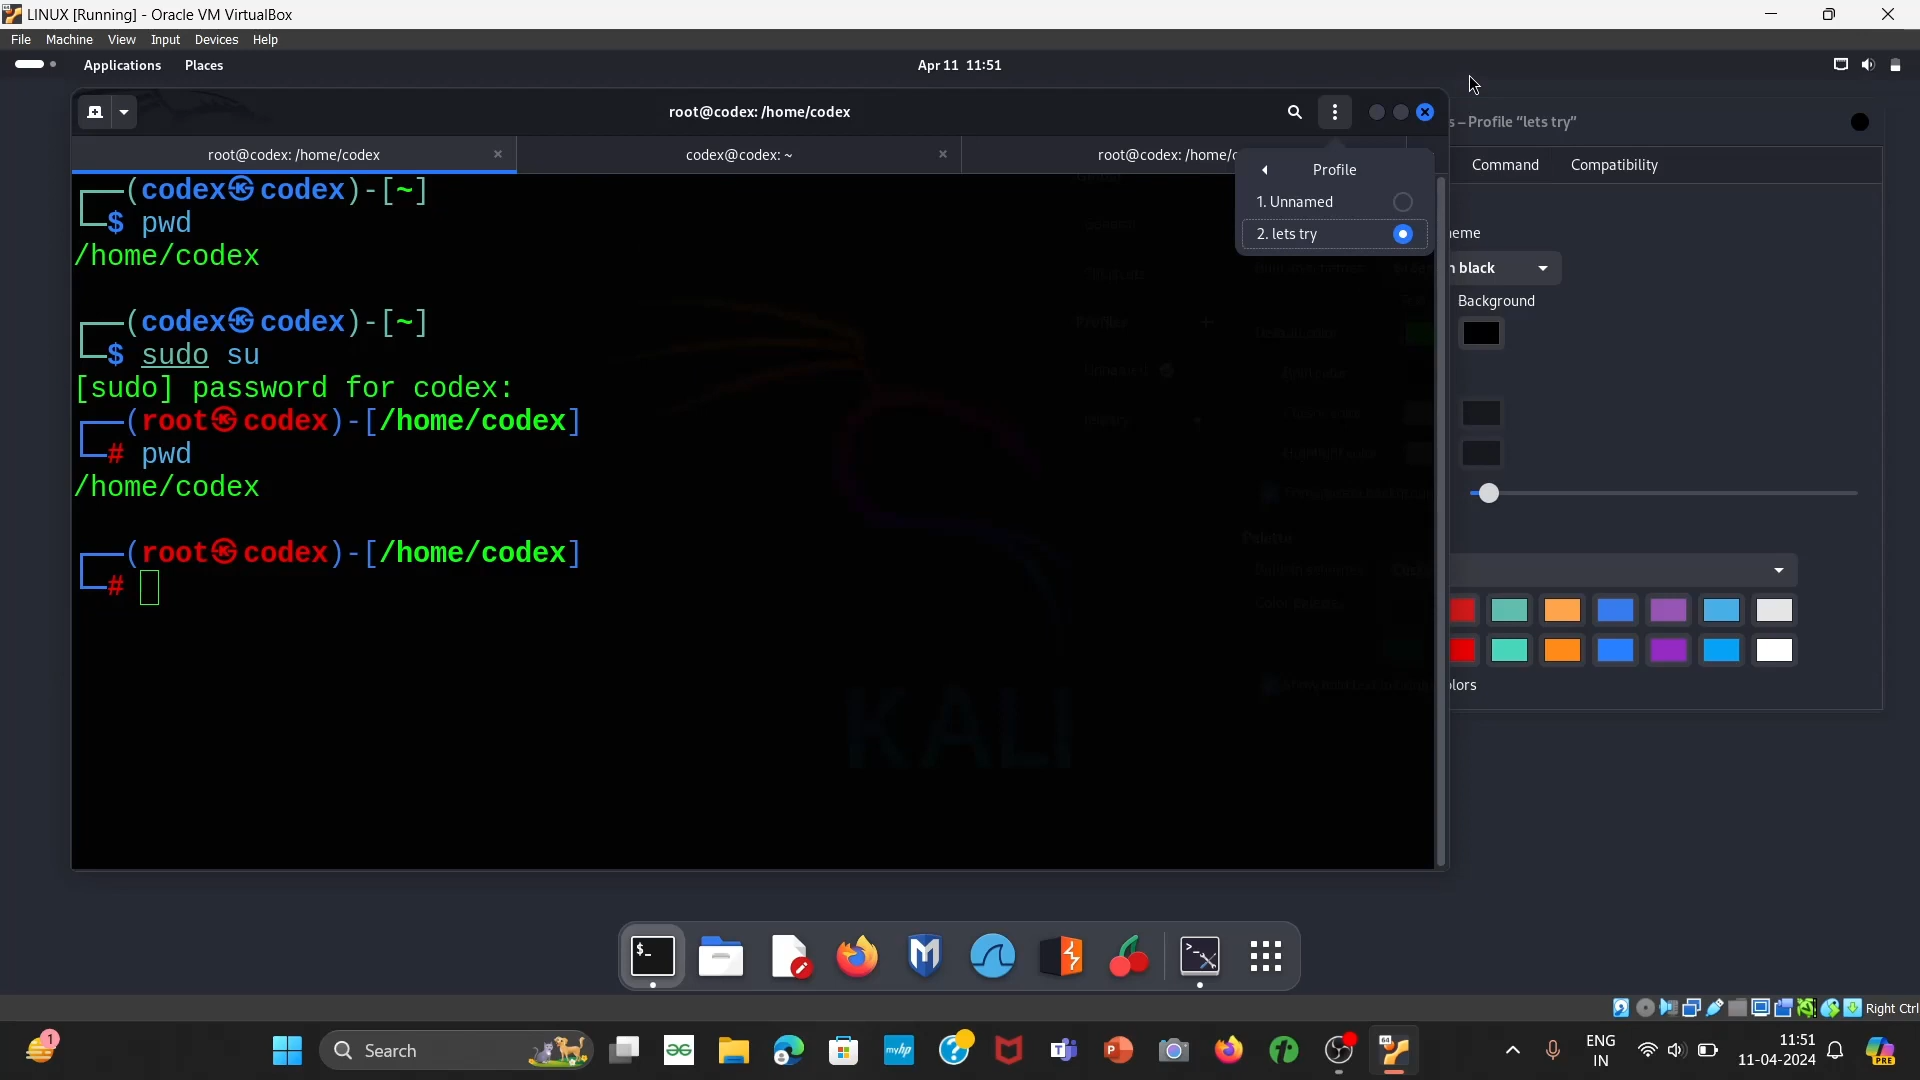 LINUX [Running] - Oracle VM VirtualBox
File Machine View Input Devices Help
Applications Places
Apr 11 11:51
root@codex: /home/codex
s – Profile “lets try”
root@codex: /home/codex
codex@codex: ~
root@codex: /home/c
Command Compatibility
Profile
1. Unnamed
2. lets try
eme
n black
Background
lors
┌──(codex㉿codex)-[~]
└─$ pwd
/home/codex
┌──(codex㉿codex)-[~]
└─$ sudo su
[sudo] password for codex:
┌──(root㉿codex)-[/home/codex]
└─# pwd
/home/codex
┌──(root㉿codex)-[/home/codex]
└─#
KALI
$_
Right Ctrl
1
Search
myhp
64
ENG
IN
11:51
11-04-2024
PRE